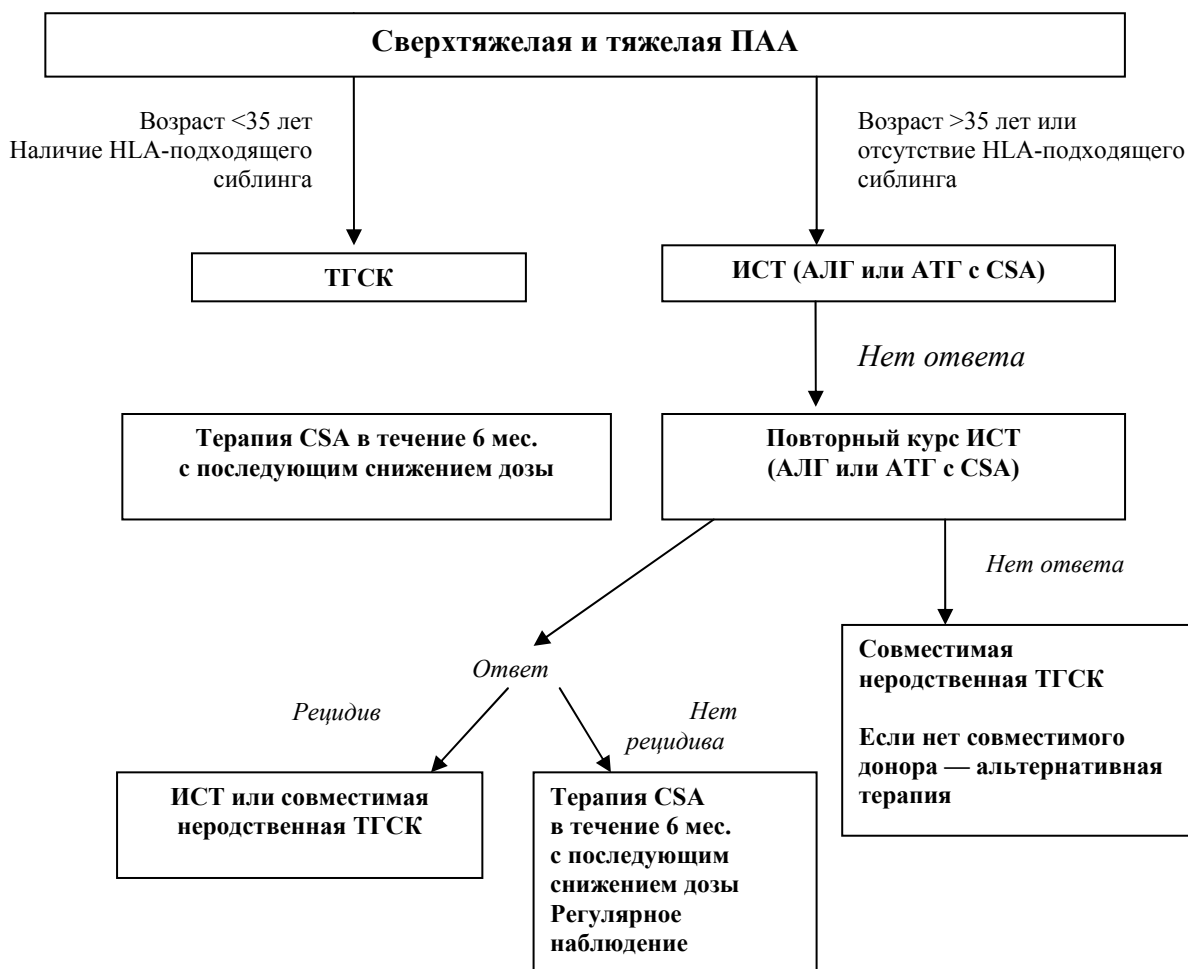 Сверхтяжелая и тяжелая ПАА
Возраст <35 лет
Наличие HLA-подходящего
сиблинга
Возраст >35 лет или
отсутствие HLA-подходящего
сиблинга
ТГСК
ИСТ (АЛГ или АТГ с CSA)
Нет ответа
Терапия CSA в течение 6 мес.
с последующим снижением дозы
Повторный курс ИСТ
(АЛГ или АТГ с CSA)
Нет ответа
Ответ
Совместимая
неродственная ТГСК
Если нет совместимого
донора — альтернативная
терапия
Рецидив
Нет
рецидива
ИСТ или совместимая
неродственная ТГСК
Терапия CSA
в течение 6 мес.
с последующим
снижением дозы
Регулярное
наблюдение